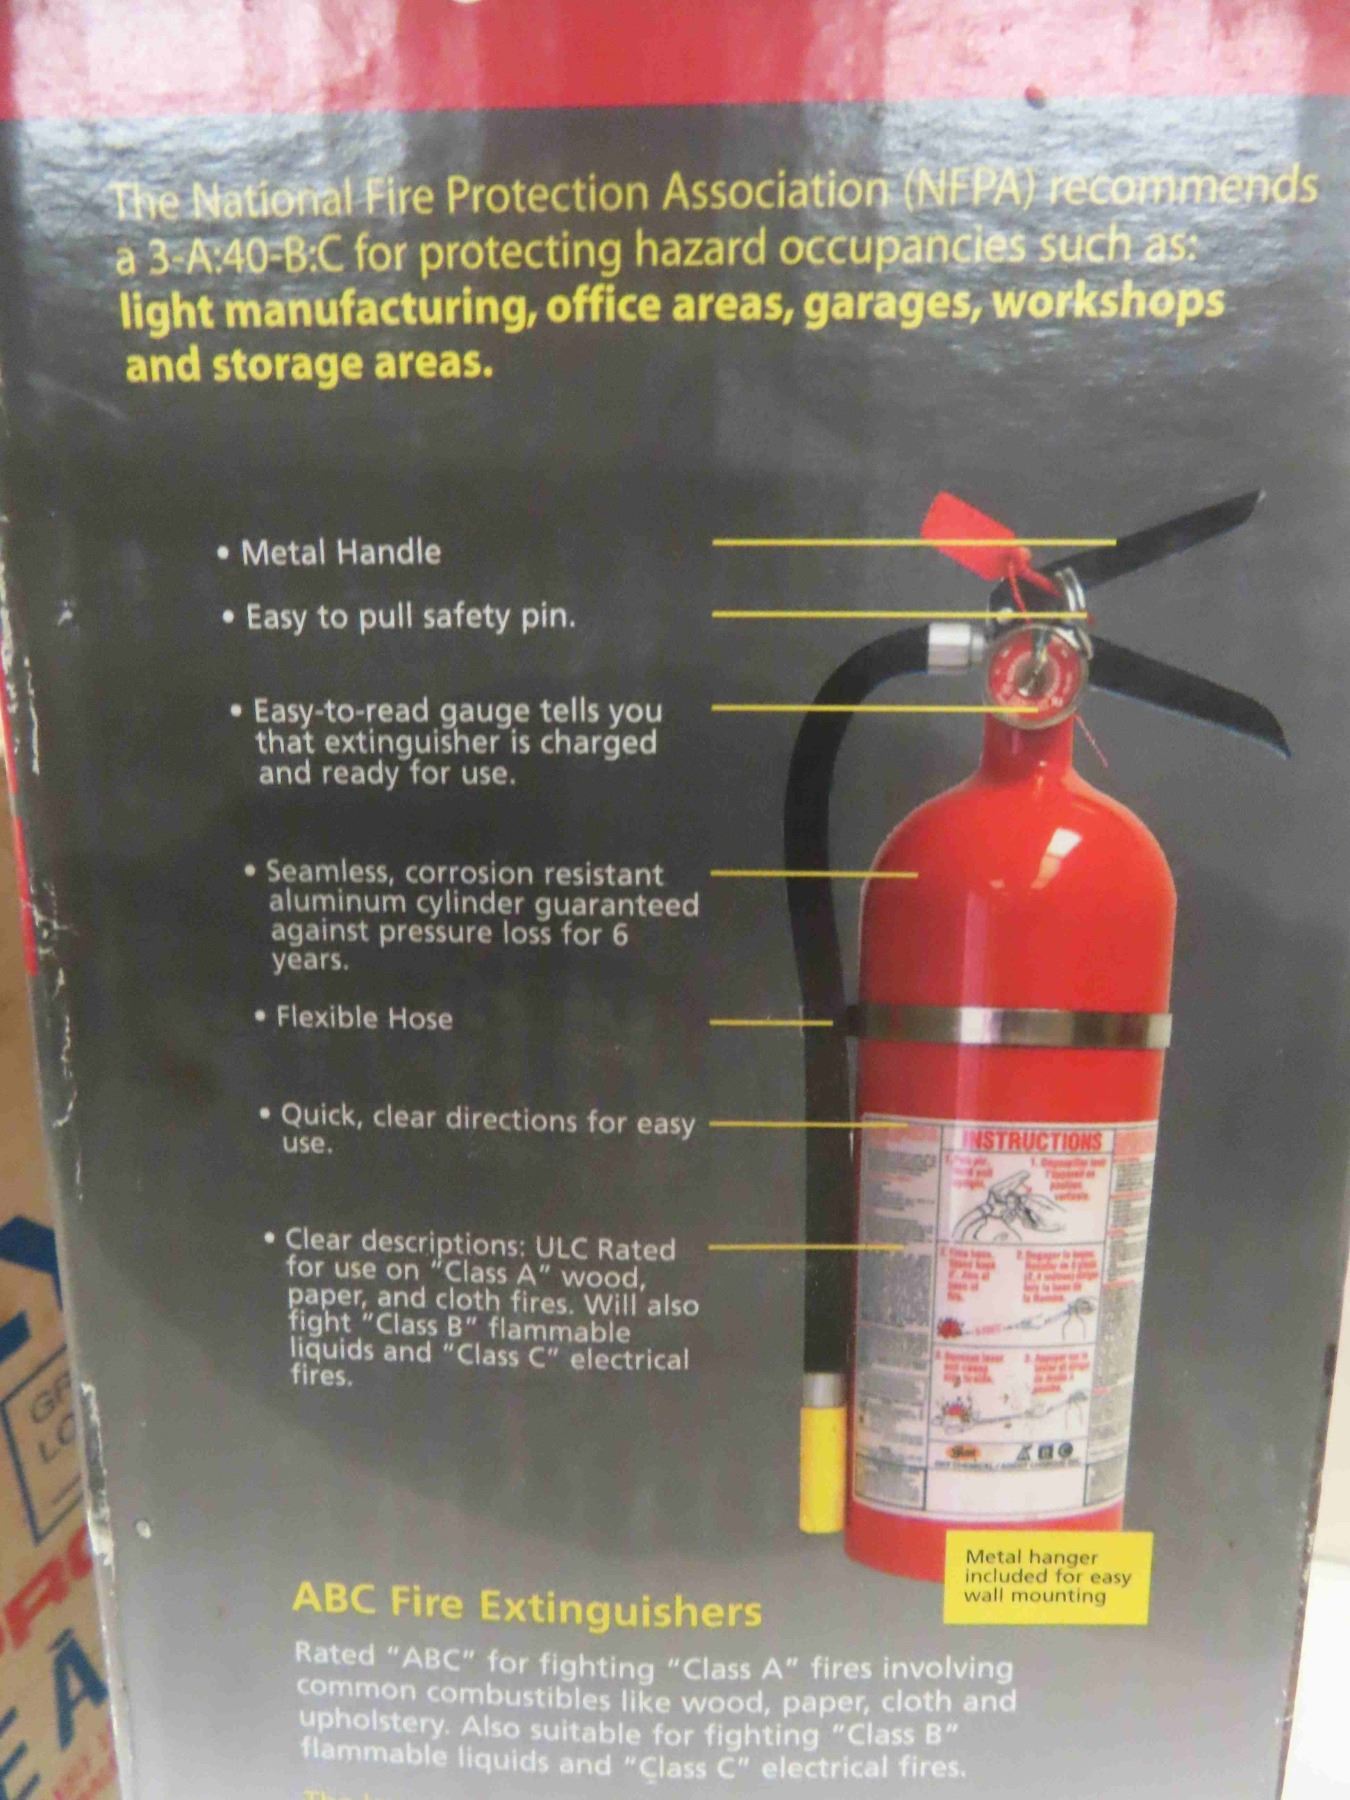 The National Fire Protection Association (NFPA) recommends
a 3-A:40-B:C for protecting hazard occupancies such as:
light manufacturing, office areas, garages, workshops
and storage areas.
• Metal Handle
• Easy to pull safety pin.
• Easy-to-read gauge tells you
that extinguisher is charged
and ready for use.
• Seamless, corrosion resistant
aluminum cylinder guaranteed
against pressure loss for 6
years.
• Flexible Hose
• Quick, clear directions for easy
use.
• Clear descriptions: ULC Rated
for use on "Class A" wood,
paper, and cloth fires. Will also
fight "Class B" flammable
liquids and "Class C" electrical
fires.
INSTRUCTIONS
Metal hanger
included for easy
wall mounting
ABC Fire Extinguishers
Rated "ABC" for fighting "Class A" fires involving
common combustibles like wood, paper, cloth and
upholstery. Also suitable for fighting "Class B"
flammable liquids and "Class C" electrical fires.